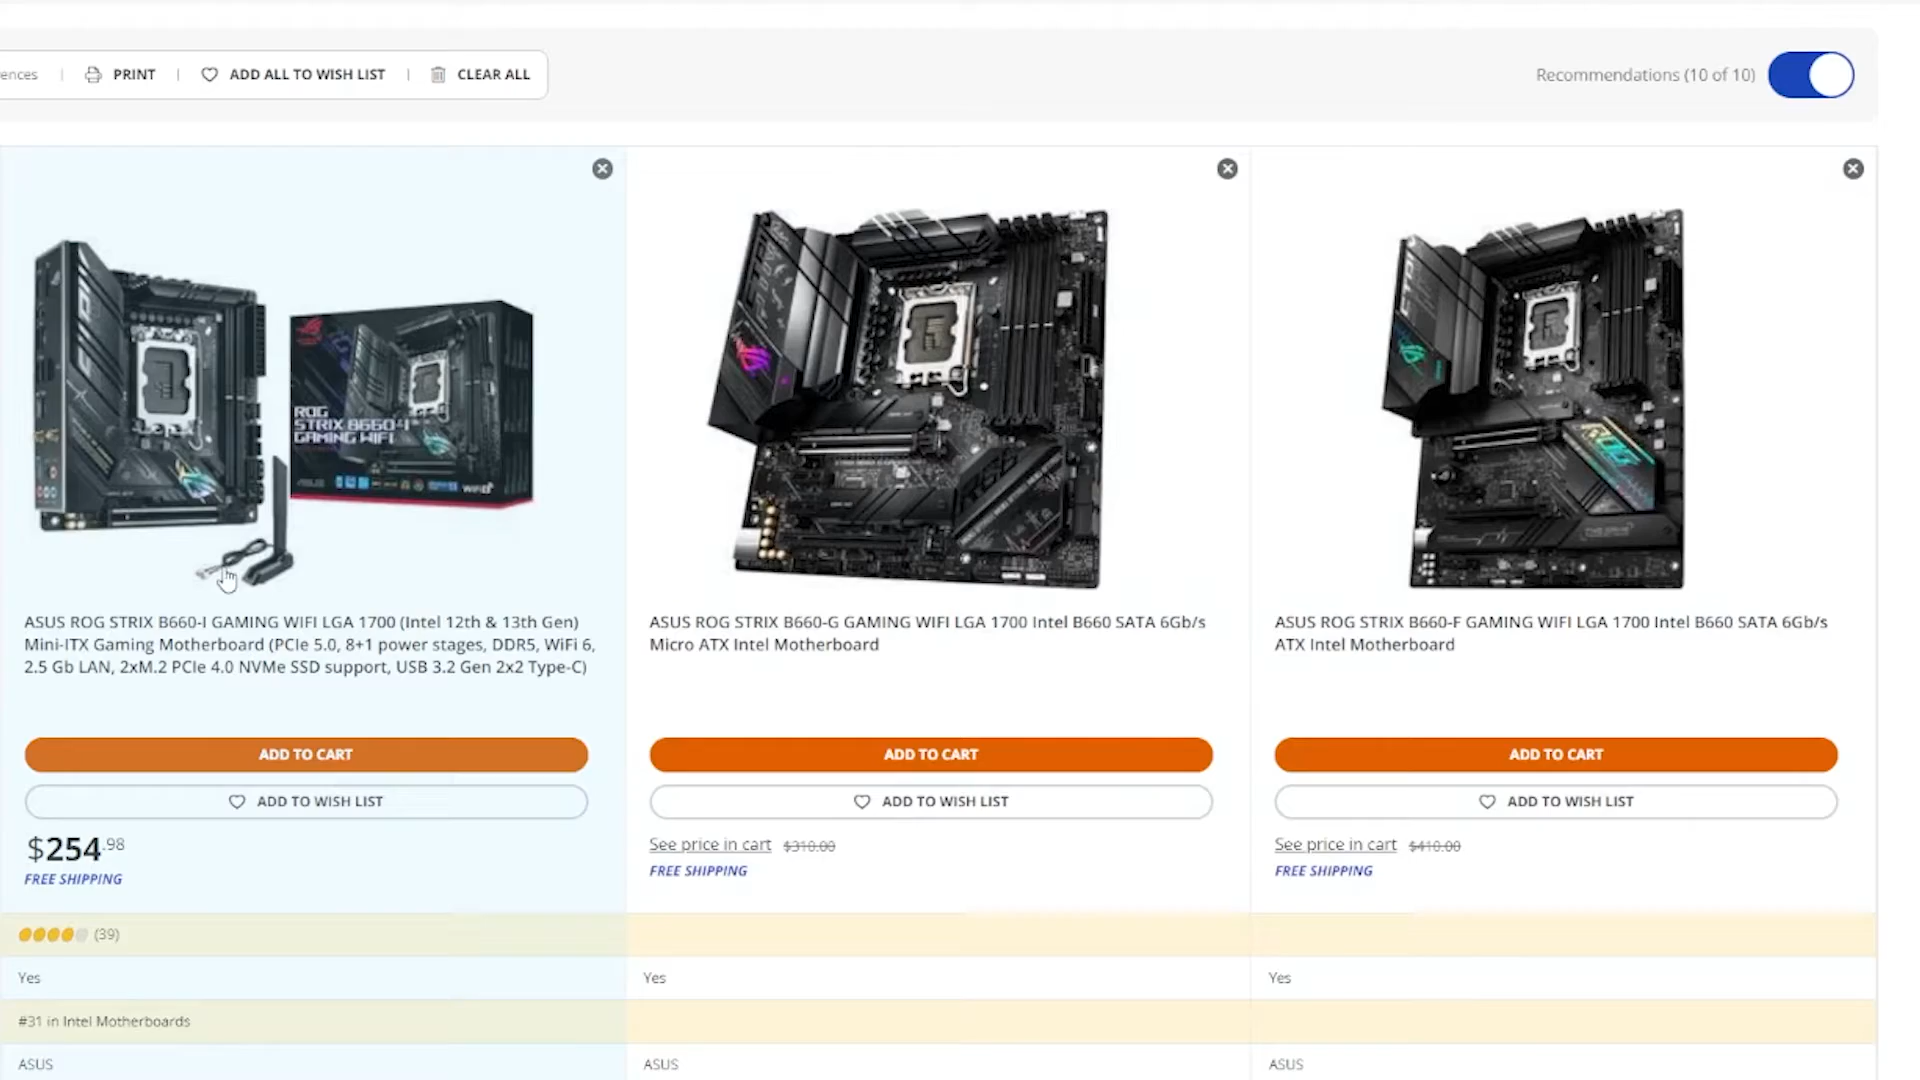 ences | PRINT | ADD ALL TO WISH LIST | CLEAR ALL
Recommendations (10 of 10)
ROG
STRIX B660-I
GAMING WIFI
ASUS
WiFi 6
ROG
ASUS ROG STRIX B660-I GAMING WIFI LGA 1700 (Intel 12th & 13th Gen)
Mini-ITX Gaming Motherboard (PCIe 5.0, 8+1 power stages, DDR5, WiFi 6,
2.5 Gb LAN, 2xM.2 PCIe 4.0 NVMe SSD support, USB 3.2 Gen 2x2 Type-C)
ADD TO CART
ADD TO WISH LIST
$254.98
FREE SHIPPING
(39)
Yes
#31 in Intel Motherboards
ASUS
ASUS ROG STRIX B660-G GAMING WIFI LGA 1700 Intel B660 SATA 6Gb/s
Micro ATX Intel Motherboard
ADD TO CART
ADD TO WISH LIST
See price in cart $310.00
FREE SHIPPING
Yes
ASUS
ASUS ROG STRIX B660-F GAMING WIFI LGA 1700 Intel B660 SATA 6Gb/s
ATX Intel Motherboard
ADD TO CART
ADD TO WISH LIST
See price in cart $410.00
FREE SHIPPING
Yes
ASUS